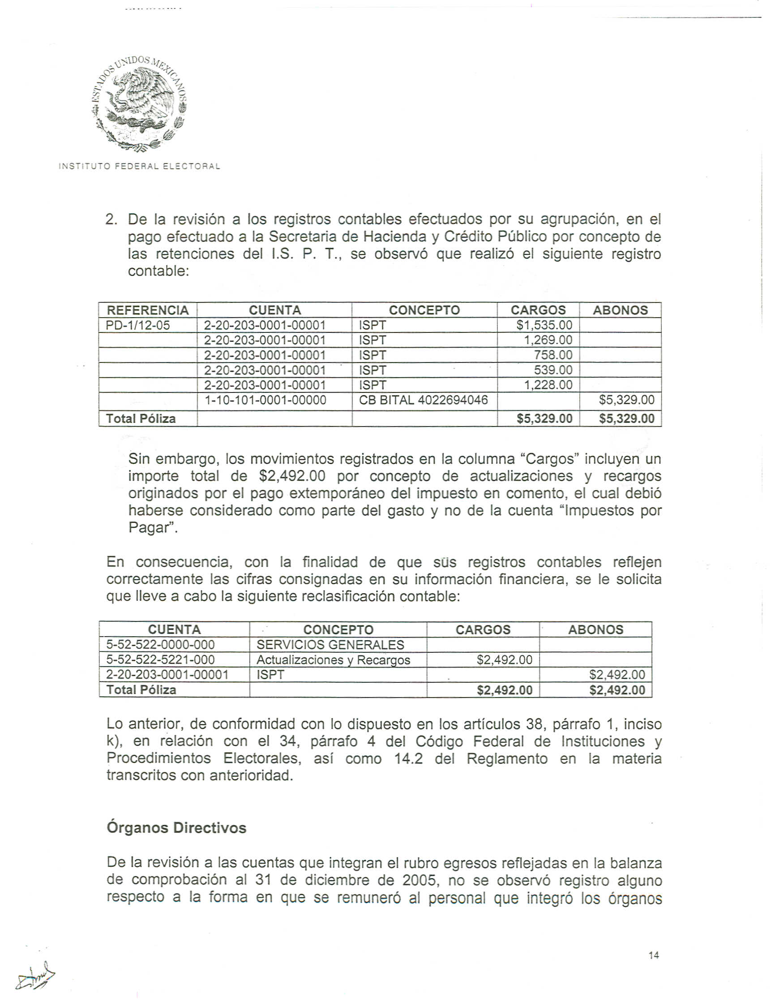 ESTADOS UNIDOS MEXICANOS
INSTITUTO FEDERAL ELECTORAL
2. De la revisión a los registros contables efectuados por su agrupación, en el
pago efectuado a la Secretaria de Hacienda y Crédito Público por concepto de
las retenciones del I.S. P. T., se observó que realizó el siguiente registro
contable:
REFERENCIA CUENTA CONCEPTO CARGOS ABONOS
PD-1/12-05 2-20-203-0001-00001 ISPT $1,535.00
2-20-203-0001-00001 ISPT 1,269.00
2-20-203-0001-00001 ISPT 758.00
2-20-203-0001-00001 ISPT 539.00
2-20-203-0001-00001 ISPT 1,228.00
1-10-101-0001-00000 CB BITAL 4022694046 $5,329.00
Total Póliza $5,329.00 $5,329.00
Sin embargo, los movimientos registrados en la columna “Cargos” incluyen un
importe total de $2,492.00 por concepto de actualizaciones y recargos
originados por el pago extemporáneo del impuesto en comento, el cual debió
haberse considerado como parte del gasto y no de la cuenta “Impuestos por
Pagar”.
En consecuencia, con la finalidad de que sus registros contables reflejen
correctamente las cifras consignadas en su información financiera, se le solicita
que lleve a cabo la siguiente reclasificación contable:
CUENTA CONCEPTO CARGOS ABONOS
5-52-522-0000-000 SERVICIOS GENERALES
5-52-522-5221-000 Actualizaciones y Recargos $2,492.00
2-20-203-0001-00001 ISPT $2,492.00
Total Póliza $2,492.00 $2,492.00
Lo anterior, de conformidad con lo dispuesto en los artículos 38, párrafo 1, inciso
k), en relación con el 34, párrafo 4 del Código Federal de Instituciones y
Procedimientos Electorales, así como 14.2 del Reglamento en la materia
transcritos con anterioridad.
Órganos Directivos
De la revisión a las cuentas que integran el rubro egresos reflejadas en la balanza
de comprobación al 31 de diciembre de 2005, no se observó registro alguno
respecto a la forma en que se remuneró al personal que integró los órganos
14